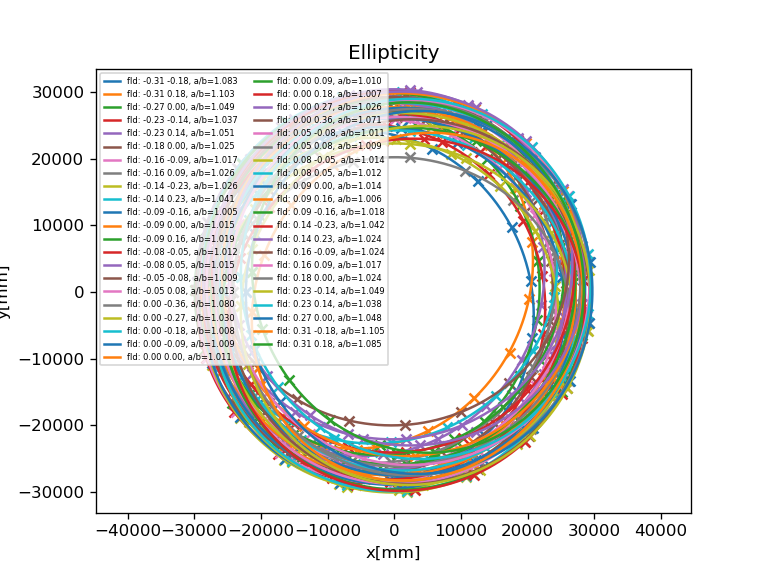 Ellipticity
fld: -0.31 -0.18, a/b=1.083
fld: -0.31 0.18, a/b=1.103
fld: -0.27 0.00, a/b=1.049
fld: -0.23 -0.14, a/b=1.037
fld: -0.23 0.14, a/b=1.051
fld: -0.18 0.00, a/b=1.025
fld: -0.16 -0.09, a/b=1.017
fld: -0.16 0.09, a/b=1.026
fld: -0.14 -0.23, a/b=1.026
fld: -0.14 0.23, a/b=1.041
fld: -0.09 -0.16, a/b=1.005
fld: -0.09 0.00, a/b=1.015
fld: -0.09 0.16, a/b=1.019
fld: -0.08 -0.05, a/b=1.012
fld: -0.08 0.05, a/b=1.015
fld: -0.05 -0.08, a/b=1.009
fld: -0.05 0.08, a/b=1.013
fld: 0.00 -0.36, a/b=1.080
fld: 0.00 -0.27, a/b=1.030
fld: 0.00 -0.18, a/b=1.008
fld: 0.00 -0.09, a/b=1.009
fld: 0.00 0.00, a/b=1.011
fld: 0.00 0.09, a/b=1.010
fld: 0.00 0.18, a/b=1.007
fld: 0.00 0.27, a/b=1.026
fld: 0.00 0.36, a/b=1.071
fld: 0.05 -0.08, a/b=1.011
fld: 0.05 0.08, a/b=1.009
fld: 0.08 -0.05, a/b=1.014
fld: 0.08 0.05, a/b=1.012
fld: 0.09 0.00, a/b=1.014
fld: 0.09 0.16, a/b=1.006
fld: 0.09 -0.16, a/b=1.018
fld: 0.14 -0.23, a/b=1.042
fld: 0.14 0.23, a/b=1.024
fld: 0.16 -0.09, a/b=1.024
fld: 0.16 0.09, a/b=1.017
fld: 0.18 0.00, a/b=1.024
fld: 0.23 -0.14, a/b=1.049
fld: 0.23 0.14, a/b=1.038
fld: 0.27 0.00, a/b=1.048
fld: 0.31 -0.18, a/b=1.105
fld: 0.31 0.18, a/b=1.085
30000
20000
10000
0
−10000
−20000
−30000
y[mm]
−40000 −30000 −20000 −10000 0 10000 20000 30000 40000
x[mm]